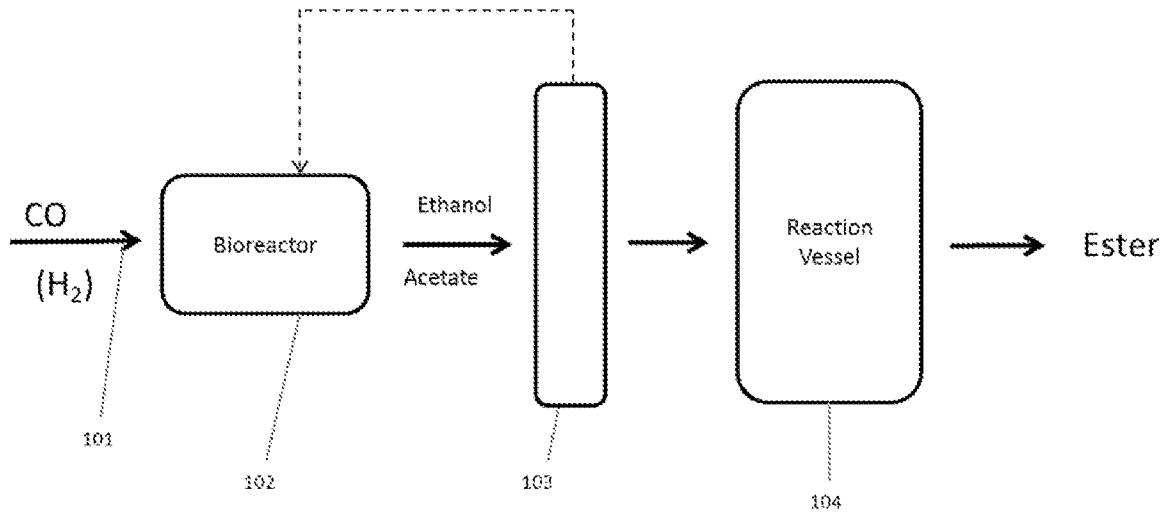 CO
(H₂)
Bioreactor
Ethanol
Acetate
Reaction
Vessel
Ester
101
102
103
104